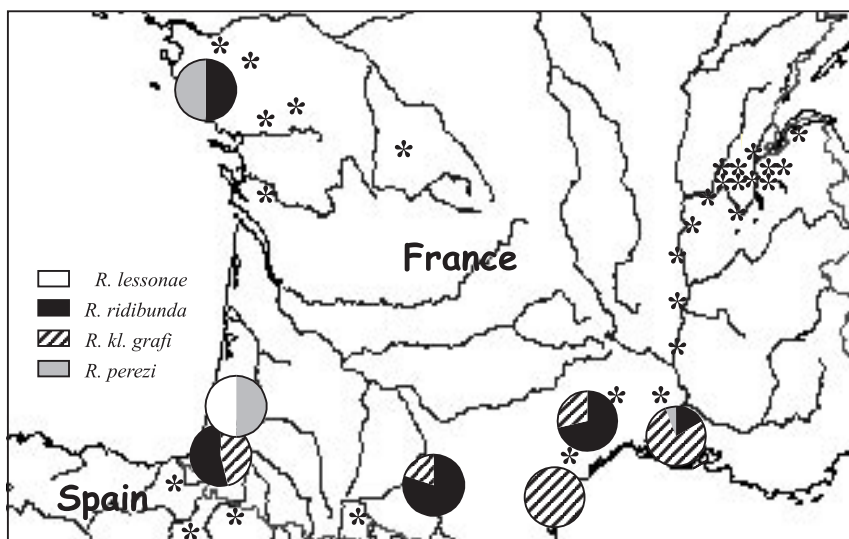 France
R. lessonae
R. ridibunda
R. kl. grafi
R. perezi
Spain